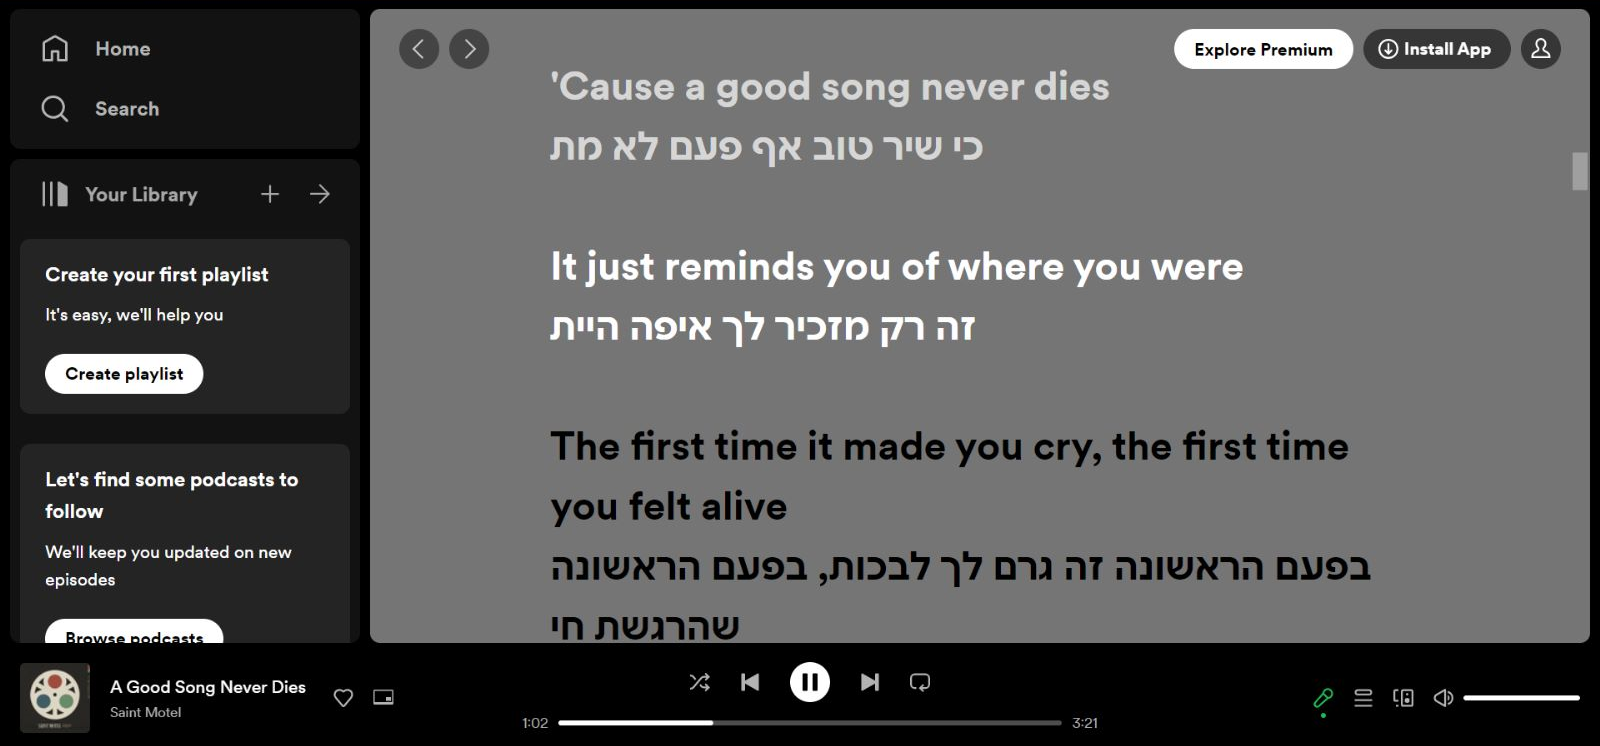 Home
Search
Your Library
Create your first playlist
It's easy, we'll help you
Create playlist
Let's find some podcasts to
follow
We'll keep you updated on new
episodes
Browse podcasts
Explore Premium
Install App
'Cause a good song never dies
כי שיר טוב אף פעם לא מת
It just reminds you of where you were
זה רק מזכיר לך איפה היית
The first time it made you cry, the first time
you felt alive
בפעם הראשונה זה גרם לך לבכות, בפעם הראשונה
שהרגשת חי
A Good Song Never Dies
Saint Motel
1:02
3:21